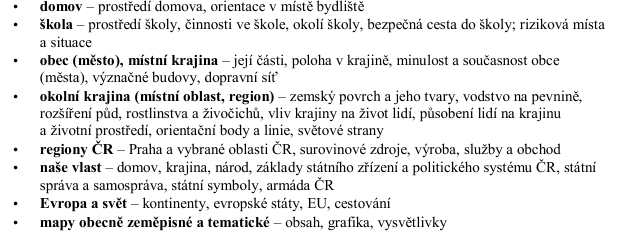 • domov – prostředí domova, orientace v místě bydliště
• škola – prostředí školy, činnosti ve škole, okolí školy, bezpečná cesta do školy; riziková místa
a situace
• obec (město), místní krajina – její části, poloha v krajině, minulost a současnost obce
(města), význačné budovy, dopravní síť
• okolní krajina (místní oblast, region) – zemský povrch a jeho tvary, vodstvo na pevnině,
rozšíření půd, rostlinstva a živočichů, vliv krajiny na život lidí, působení lidí na krajinu
a životní prostředí, orientační body a linie, světové strany
• regiony ČR – Praha a vybrané oblasti ČR, surovinové zdroje, výroba, služby a obchod
• naše vlast – domov, krajina, národ, základy státního zřízení a politického systému ČR, státní
správa a samospráva, státní symboly, armáda ČR
• Evropa a svět – kontinenty, evropské státy, EU, cestování
• mapy obecně zeměpisné a tematické – obsah, grafika, vysvětlivky